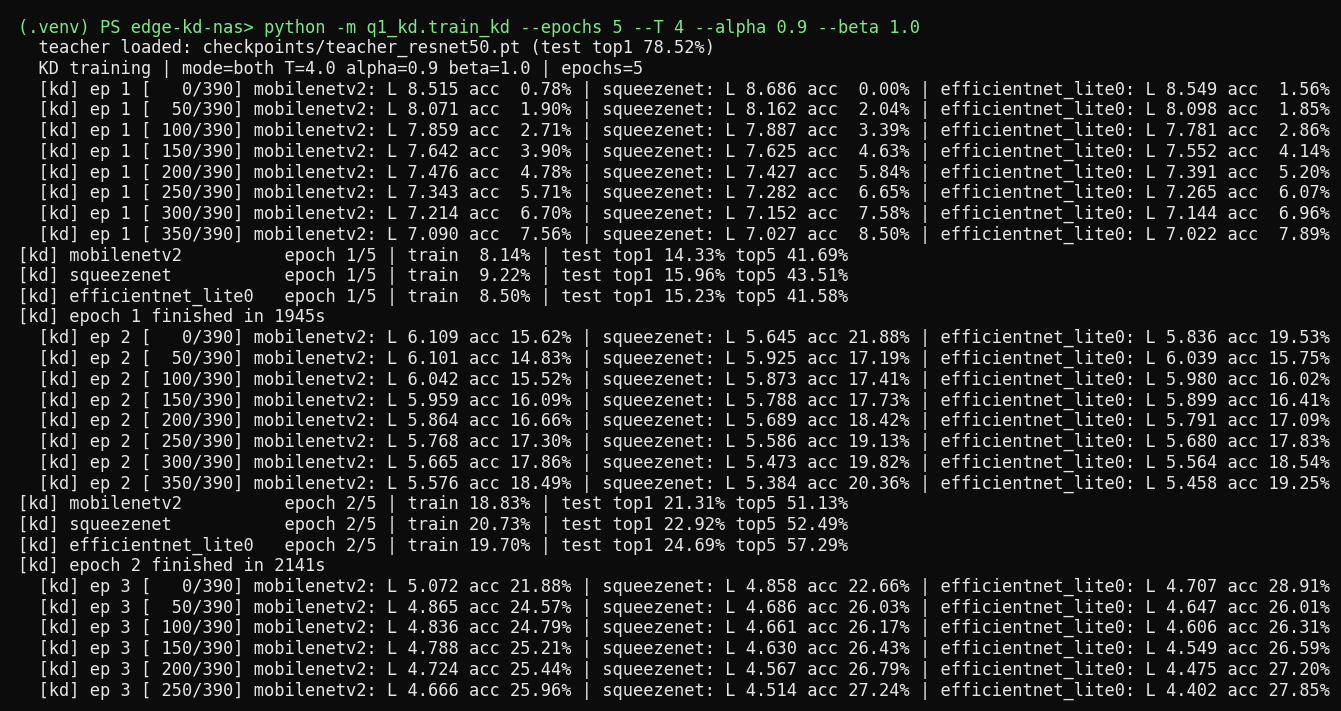 (.venv) PS edge-kd-nas> python -m q1_kd.train_kd --epochs 5 --T 4 --alpha 0.9 --beta 1.0
  teacher loaded: checkpoints/teacher_resnet50.pt (test top1 78.52%)
  KD training | mode=both T=4.0 alpha=0.9 beta=1.0 | epochs=5
  [kd] ep 1 [   0/390] mobilenetv2: L 8.515 acc  0.78% | squeezenet: L 8.686 acc  0.00% | efficientnet_lite0: L 8.549 acc  1.56%
  [kd] ep 1 [  50/390] mobilenetv2: L 8.071 acc  1.90% | squeezenet: L 8.162 acc  2.04% | efficientnet_lite0: L 8.098 acc  1.85%
  [kd] ep 1 [ 100/390] mobilenetv2: L 7.859 acc  2.71% | squeezenet: L 7.887 acc  3.39% | efficientnet_lite0: L 7.781 acc  2.86%
  [kd] ep 1 [ 150/390] mobilenetv2: L 7.642 acc  3.90% | squeezenet: L 7.625 acc  4.63% | efficientnet_lite0: L 7.552 acc  4.14%
  [kd] ep 1 [ 200/390] mobilenetv2: L 7.476 acc  4.78% | squeezenet: L 7.427 acc  5.84% | efficientnet_lite0: L 7.391 acc  5.20%
  [kd] ep 1 [ 250/390] mobilenetv2: L 7.343 acc  5.71% | squeezenet: L 7.282 acc  6.65% | efficientnet_lite0: L 7.265 acc  6.07%
  [kd] ep 1 [ 300/390] mobilenetv2: L 7.214 acc  6.70% | squeezenet: L 7.152 acc  7.58% | efficientnet_lite0: L 7.144 acc  6.96%
  [kd] ep 1 [ 350/390] mobilenetv2: L 7.090 acc  7.56% | squeezenet: L 7.027 acc  8.50% | efficientnet_lite0: L 7.022 acc  7.89%
[kd] mobilenetv2          epoch 1/5 | train  8.14% | test top1 14.33% top5 41.69%
[kd] squeezenet           epoch 1/5 | train  9.22% | test top1 15.96% top5 43.51%
[kd] efficientnet_lite0   epoch 1/5 | train  8.50% | test top1 15.23% top5 41.58%
[kd] epoch 1 finished in 1945s
  [kd] ep 2 [   0/390] mobilenetv2: L 6.109 acc 15.62% | squeezenet: L 5.645 acc 21.88% | efficientnet_lite0: L 5.836 acc 19.53%
  [kd] ep 2 [  50/390] mobilenetv2: L 6.101 acc 14.83% | squeezenet: L 5.925 acc 17.19% | efficientnet_lite0: L 6.039 acc 15.75%
  [kd] ep 2 [ 100/390] mobilenetv2: L 6.042 acc 15.52% | squeezenet: L 5.873 acc 17.41% | efficientnet_lite0: L 5.980 acc 16.02%
  [kd] ep 2 [ 150/390] mobilenetv2: L 5.959 acc 16.09% | squeezenet: L 5.788 acc 17.73% | efficientnet_lite0: L 5.899 acc 16.41%
  [kd] ep 2 [ 200/390] mobilenetv2: L 5.864 acc 16.66% | squeezenet: L 5.689 acc 18.42% | efficientnet_lite0: L 5.791 acc 17.09%
  [kd] ep 2 [ 250/390] mobilenetv2: L 5.768 acc 17.30% | squeezenet: L 5.586 acc 19.13% | efficientnet_lite0: L 5.680 acc 17.83%
  [kd] ep 2 [ 300/390] mobilenetv2: L 5.665 acc 17.86% | squeezenet: L 5.473 acc 19.82% | efficientnet_lite0: L 5.564 acc 18.54%
  [kd] ep 2 [ 350/390] mobilenetv2: L 5.576 acc 18.49% | squeezenet: L 5.384 acc 20.36% | efficientnet_lite0: L 5.458 acc 19.25%
[kd] mobilenetv2          epoch 2/5 | train 18.83% | test top1 21.31% top5 51.13%
[kd] squeezenet           epoch 2/5 | train 20.73% | test top1 22.92% top5 52.49%
[kd] efficientnet_lite0   epoch 2/5 | train 19.70% | test top1 24.69% top5 57.29%
[kd] epoch 2 finished in 2141s
  [kd] ep 3 [   0/390] mobilenetv2: L 5.072 acc 21.88% | squeezenet: L 4.858 acc 22.66% | efficientnet_lite0: L 4.707 acc 28.91%
  [kd] ep 3 [  50/390] mobilenetv2: L 4.865 acc 24.57% | squeezenet: L 4.686 acc 26.03% | efficientnet_lite0: L 4.647 acc 26.01%
  [kd] ep 3 [ 100/390] mobilenetv2: L 4.836 acc 24.79% | squeezenet: L 4.661 acc 26.17% | efficientnet_lite0: L 4.606 acc 26.31%
  [kd] ep 3 [ 150/390] mobilenetv2: L 4.788 acc 25.21% | squeezenet: L 4.630 acc 26.43% | efficientnet_lite0: L 4.549 acc 26.59%
  [kd] ep 3 [ 200/390] mobilenetv2: L 4.724 acc 25.44% | squeezenet: L 4.567 acc 26.79% | efficientnet_lite0: L 4.475 acc 27.20%
  [kd] ep 3 [ 250/390] mobilenetv2: L 4.666 acc 25.96% | squeezenet: L 4.514 acc 27.24% | efficientnet_lite0: L 4.402 acc 27.85%